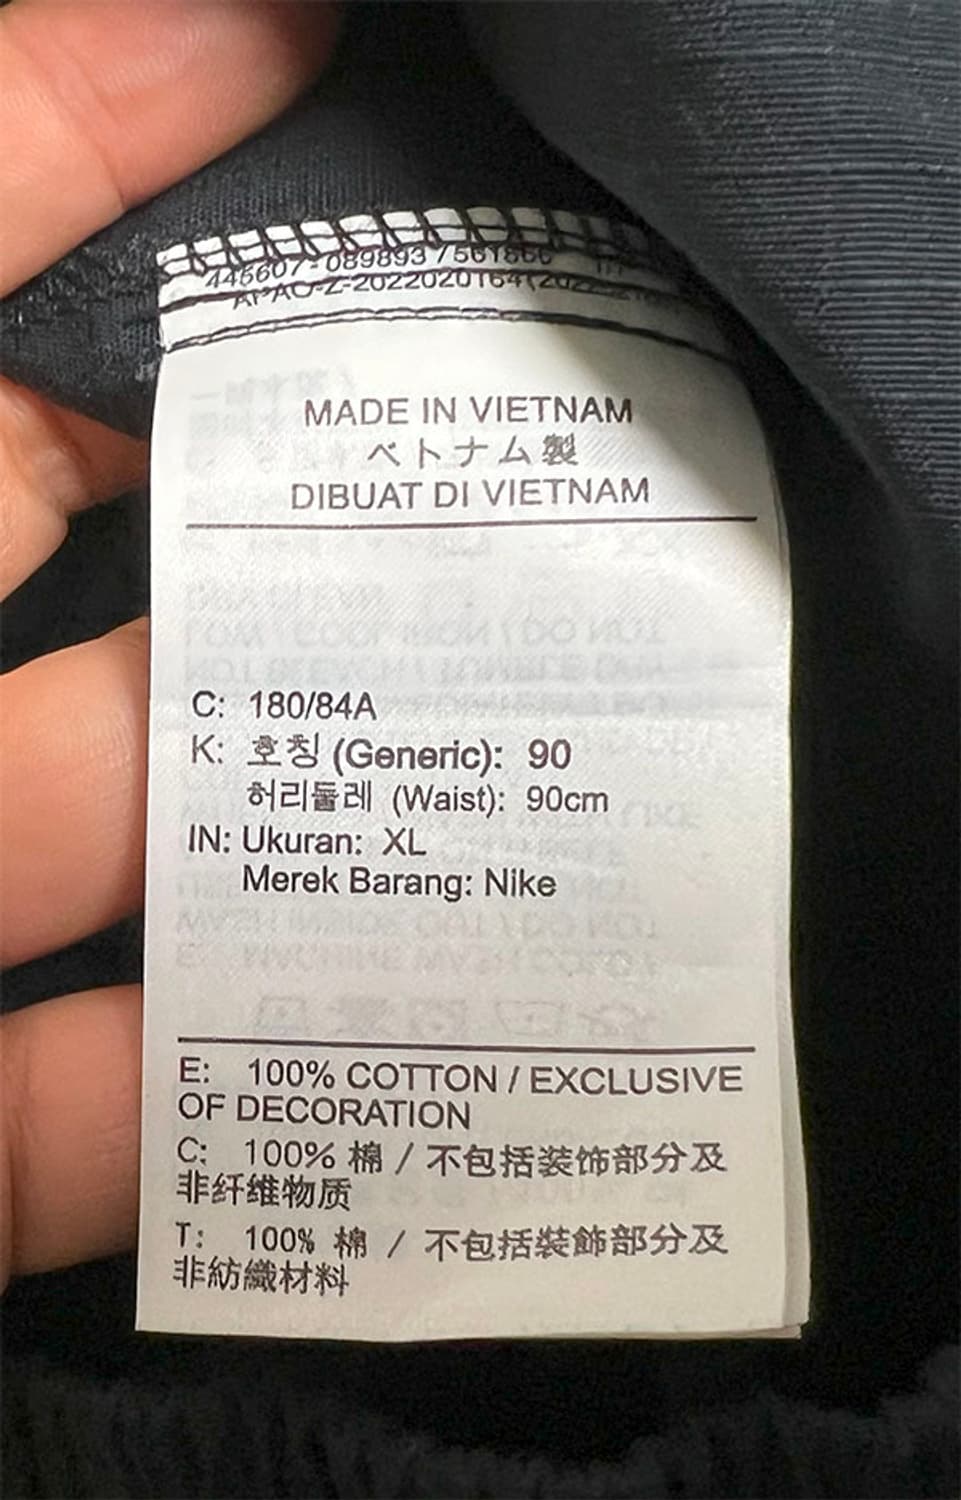 445607-089893 / 561866
MADE IN VIETNAM
ベトナム製
DIBUAT DI VIETNAM
C: 180/84A
K: 호칭 (Generic): 90
허리둘레 (Waist): 90cm
IN: Ukuran: XL
Merek Barang: Nike
E: 100% COTTON / EXCLUSIVE
OF DECORATION
C: 100% 棉 / 不包括装饰部分及
非纤维物质
T: 100% 棉 / 不包括裝飾部分及
非紡織材料